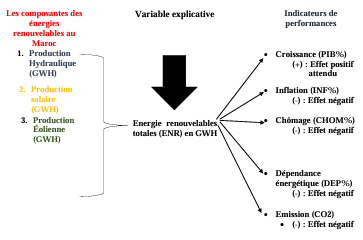 Les composantes des
énergies
renouvelables au
Maroc
1. Production
Hydraulique
(GWH)
2. Production
solaire
(GWH)
3. Production
Éolienne
(GWH)
Variable explicative
Energie renouvelables
totales (ENR) en GWH
Indicateurs de
performances
• Croissance (PIB%)
(+) : Effet positif
attendu
• Inflation (INF%)
(-) : Effet négatif
• Chômage (CHOM%)
(-) : Effet négatif
• Dépendance
énergétique (DEP%)
(-) : Effet négatif
• Emission (CO2)
• (-) : Effet négatif